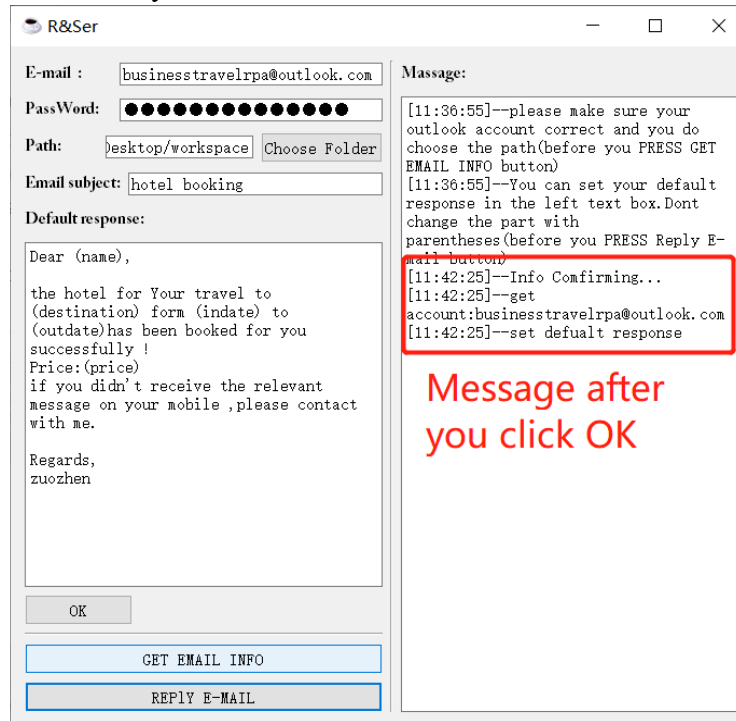 R&Ser
E-mail :
businesstravelrpa@outlook.com
PassWord:
Path:
Desktop/workspace
Choose Folder
Email subject:
hotel booking
Default response:
Dear (name),
the hotel for Your travel to
(destination) form (indate) to
(outdate)has been booked for you
successfully !
Price:(price)
if you didn't receive the relevant
message on your mobile ,please contact
with me.
Regards,
zuozhen
OK
GET EMAIL INFO
REPlY E-MAIL
Massage:
[11:36:55]--please make sure your
outlook account correct and you do
choose the path(before you PRESS GET
EMAIL INFO button)
[11:36:55]--You can set your default
response in the left text box.Dont
change the part with
parentheses(before you PRESS Reply E-
mail button)
[11:42:25]--Info Comfirming...
[11:42:25]--get
account:businesstravelrpa@outlook.com
[11:42:25]--set defualt response
Message after
you click OK